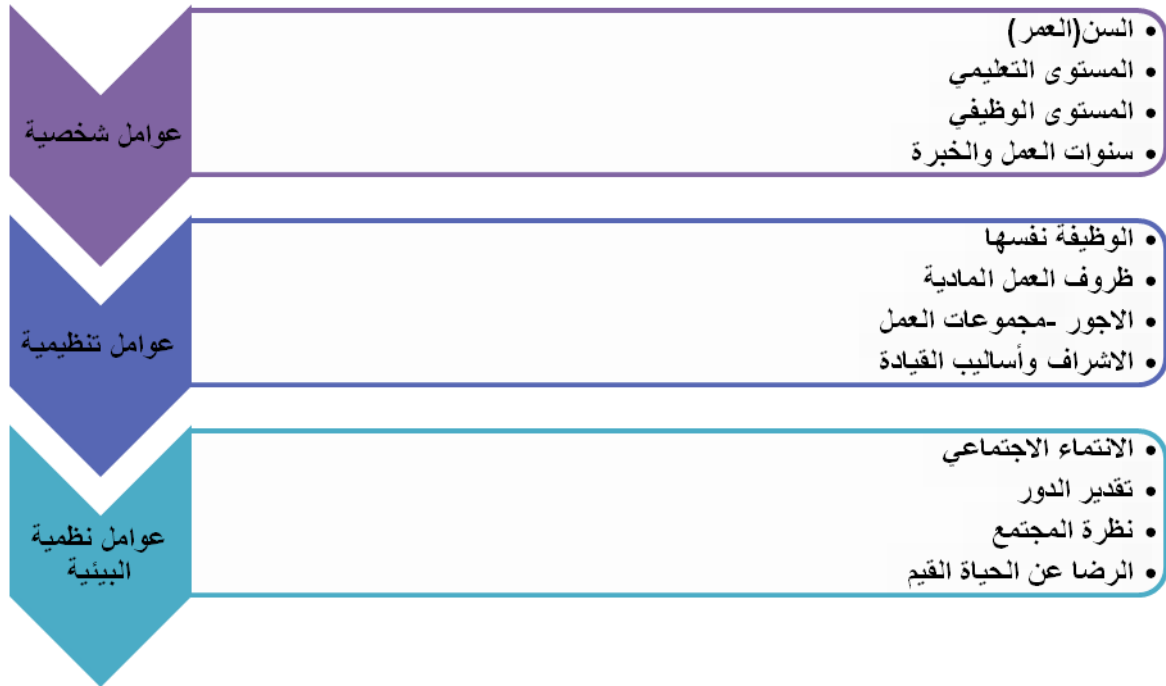 عوامل شخصية
• السن(العمر)
• المستوى التعليمي
• المستوى الوظيفي
• سنوات العمل والخبرة
عوامل تنظيمية
• الوظيفة نفسها
• ظروف العمل المادية
• الاجور -مجموعات العمل
• الاشراف وأساليب القيادة
عوامل نظمية
البيئية
• الانتماء الاجتماعي
• تقدير الدور
• نظرة المجتمع
• الرضا عن الحياة القيم